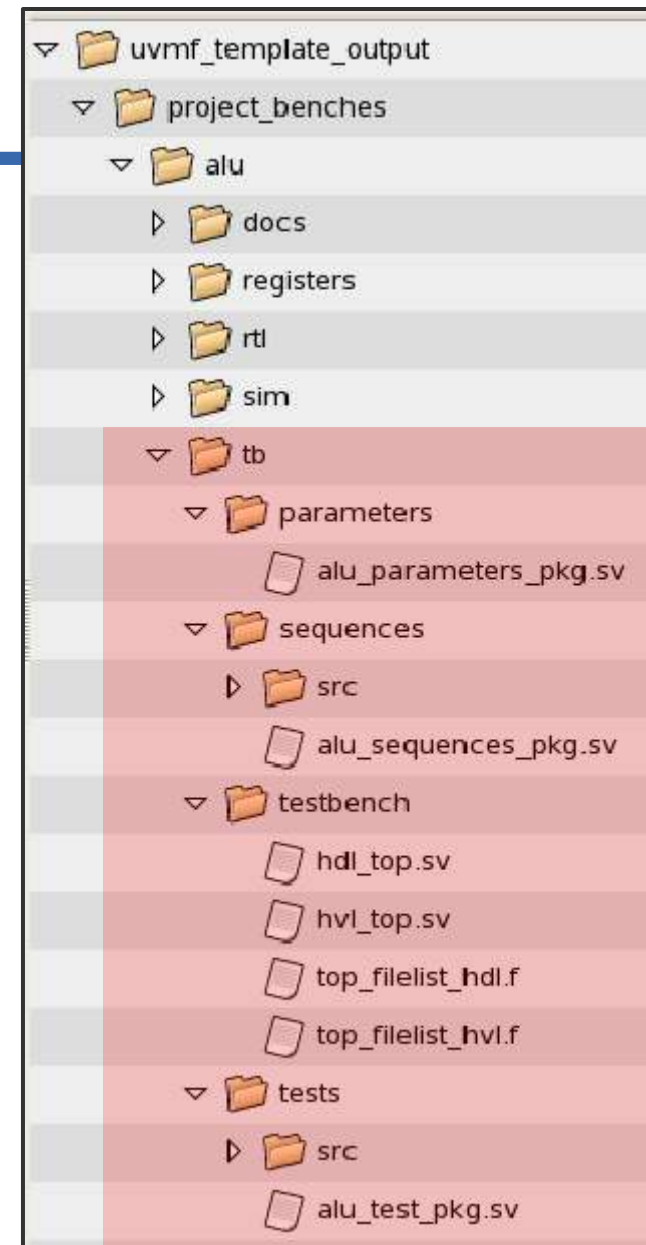 uvmf_template_output
project_benches
alu
docs
registers
rtl
sim
tb
parameters
alu_parameters_pkg.sv
sequences
src
alu_sequences_pkg.sv
testbench
hdl_top.sv
hvl_top.sv
top_filelist_hdl.f
top_filelist_hvl.f
tests
src
alu_test_pkg.sv